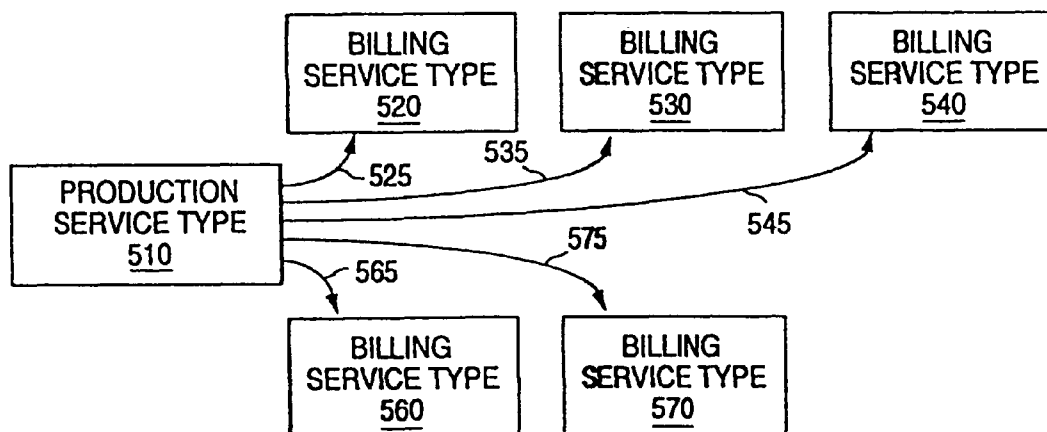 BILLING
SERVICE TYPE
520
BILLING
SERVICE TYPE
530
BILLING
SERVICE TYPE
540
525
535
545
PRODUCTION
SERVICE TYPE
510
565
575
BILLING
SERVICE TYPE
560
BILLING
SERVICE TYPE
570